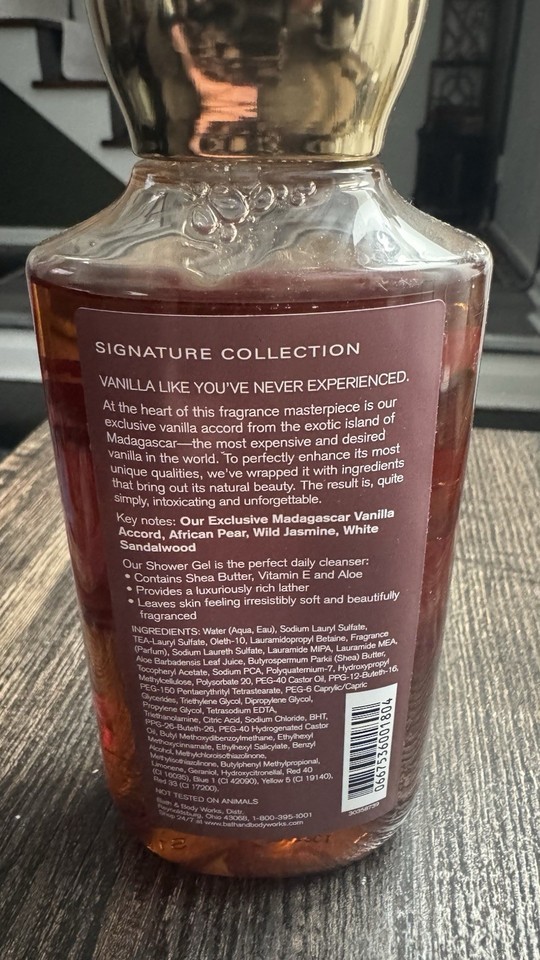 SIGNATURE COLLECTION
VANILLA LIKE YOU'VE NEVER EXPERIENCED.
At the heart of this fragrance masterpiece is our
exclusive vanilla accord from the exotic island of
Madagascar—the most expensive and desired
vanilla in the world. To perfectly enhance its most
unique qualities, we've wrapped it with ingredients
that bring out its natural beauty. The result is, quite
simply, intoxicating and unforgettable.
Key notes: Our Exclusive Madagascar Vanilla
Accord, African Pear, Wild Jasmine, White
Sandalwood
Our Shower Gel is the perfect daily cleanser:
• Contains Shea Butter, Vitamin E and Aloe
• Provides a luxuriously rich lather
• Leaves skin feeling irresistibly soft and beautifully
fragranced
INGREDIENTS: Water (Aqua, Eau), Sodium Lauryl Sulfate,
TEA-Lauryl Sulfate, Oleth-10, Lauramidopropyl Betaine, Fragrance
(Parfum), Sodium Laureth Sulfate, Lauramide MIPA, Lauramide MEA,
Aloe Barbadensis Leaf Juice, Butyrospermum Parkii (Shea) Butter,
Tocopheryl Acetate, Sodium PCA, Polyquaternium-7, Hydroxypropyl
Methylcellulose, Polysorbate 20, PEG-40 Castor Oil, PPG-12-Buteth-16,
PEG-150 Pentaerythrityl Tetrastearate, PEG-6 Caprylic/Capric
Glycerides, Triethylene Glycol, Dipropylene Glycol,
Propylene Glycol, Tetrasodium EDTA,
Triethanolamine, Citric Acid, Sodium Chloride, BHT,
PPG-26-Buteth-26, PEG-40 Hydrogenated Castor
Oil, Butyl Methoxydibenzoylmethane, Ethylhexyl
Methoxycinnamate, Ethylhexyl Salicylate, Benzyl
Alcohol, Methylchloroisothiazolinone,
Methylisothiazolinone, Butylphenyl Methylpropional,
Limonene, Geraniol, Hydroxycitronellal, Red 40
(CI 16035), Blue 1 (CI 42090), Yellow 5 (CI 19140),
Red 33 (CI 17200).
NOT TESTED ON ANIMALS
Bath & Body Works, Distr.
Reynoldsburg, Ohio 43068, 1-800-395-1001
Shop 24/7 at www.bathandbodyworks.com
0667536001804